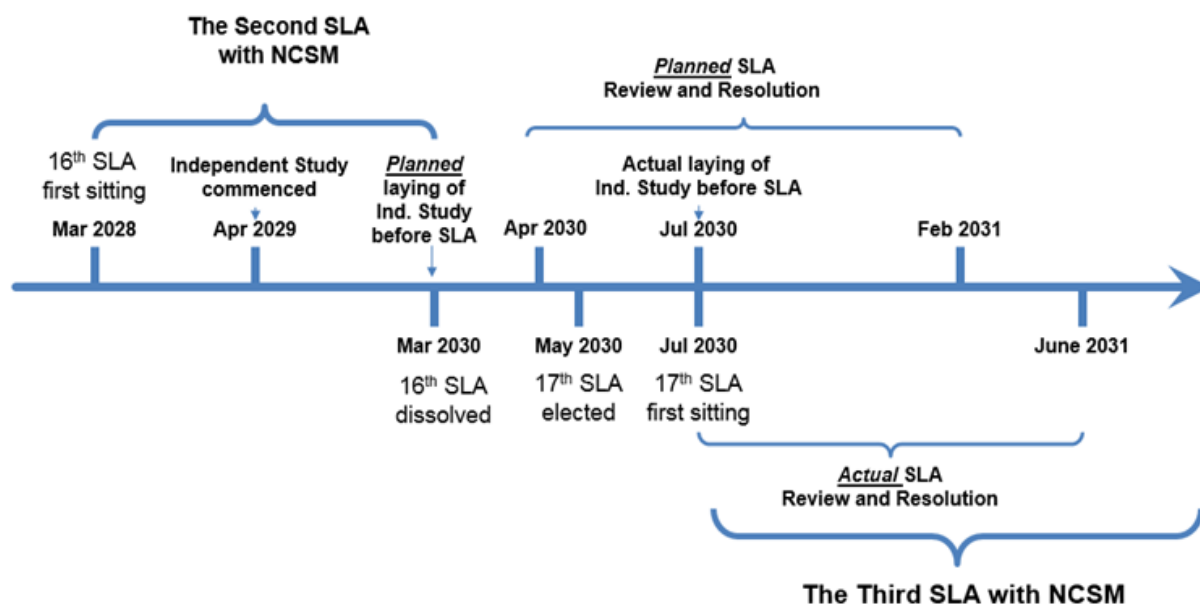 The Second SLA
with NCSM
Planned SLA
Review and Resolution
16th SLA
first sitting
Independent Study
commenced
Planned
laying of
Ind. Study
before SLA
Actual laying of
Ind. Study before SLA
Mar 2028
Apr 2029
Apr 2030
Jul 2030
Feb 2031
Mar 2030
May 2030
Jul 2030
June 2031
16th SLA
dissolved
17th SLA
elected
17th SLA
first sitting
Actual SLA
Review and Resolution
The Third SLA with NCSM